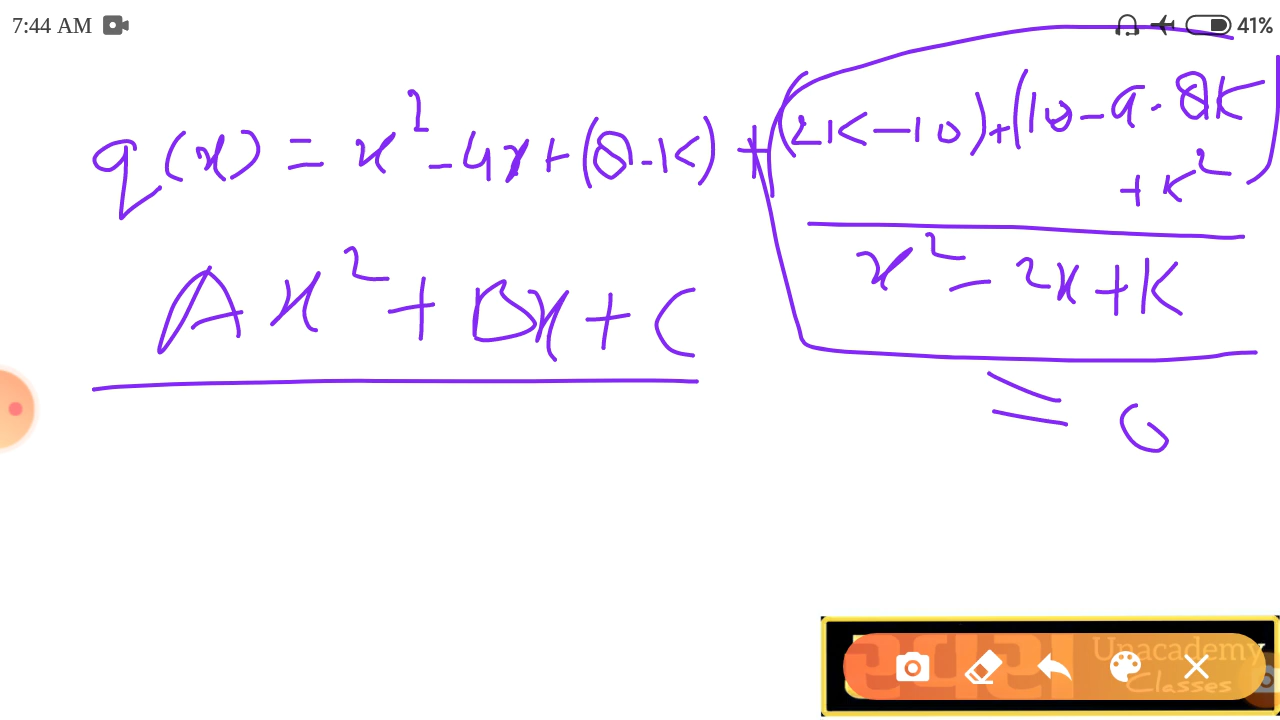 7:44 AM 41%
q(x) = x² - 4x + (8 - K) + (2K - 10) + (10 - a - 8K
+ K²)
x² - 2x + K
Ax² + Bx + C
= 0
Unacademy
Classes